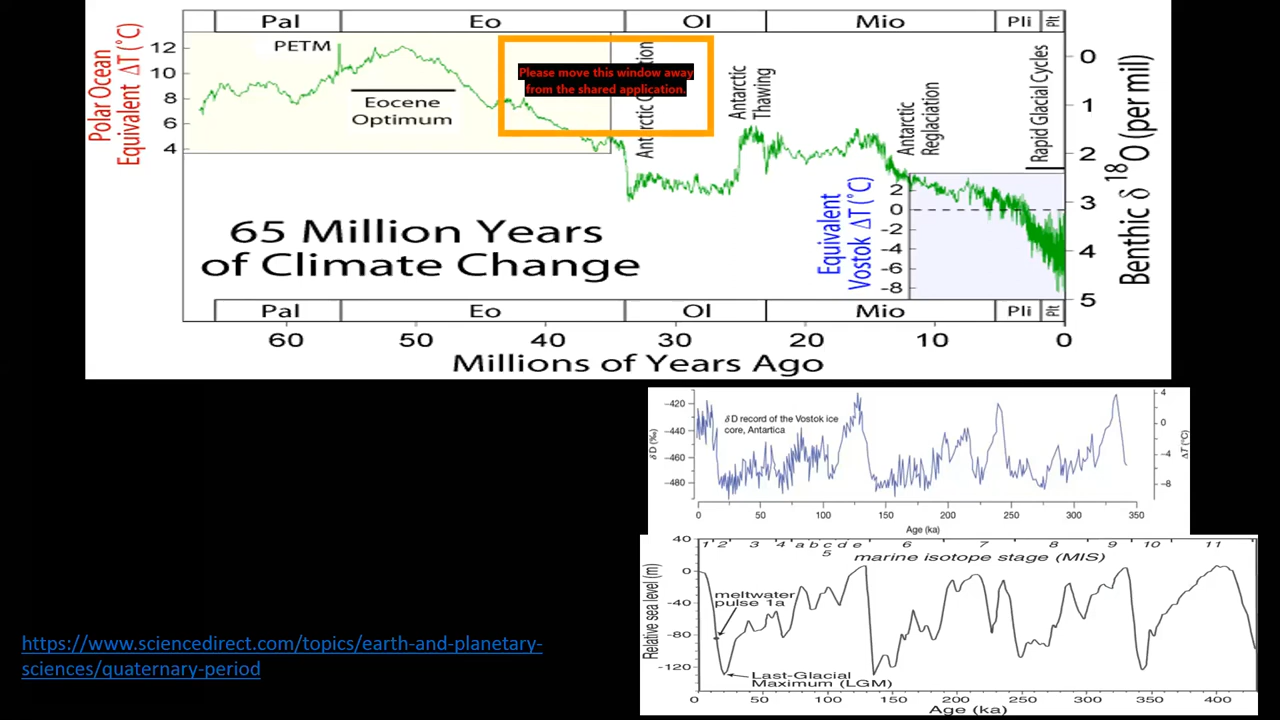 Pal Eo Ol Mio Pli Plt
Polar Ocean
Equivalent ΔT (°C)
12
10
8
6
4
PETM
Eocene
Optimum
Please move this window away
from the shared application.
Antarctic
Thawing
Antarctic
Reglaciation
Rapid Glacial Cycles
0
1
2
3
4
5
Benthic δ 18O (per mil)
Equivalent
Vostok ΔT (°C)
2
0
-2
-4
-6
-8
65 Million Years
of Climate Change
Pal Eo Ol Mio Pli Plt
60 50 40 30 20 10 0
Millions of Years Ago
δ D (‰)
−420
−440
−460
−480
δ D record of the Vostok ice
core, Antartica
4
0
−4
−8
ΔT (°C)
0 50 100 150 200 250 300 350
Age (ka)
Relative sea level (m)
40
0
-40
-80
-120
1 2 3 4 a b c d e 6 7 8 9 10 11
5
marine isotope stage (MIS)
meltwater
pulse 1a
Last-Glacial
Maximum (LGM)
0 50 100 150 200 250 300 350 400
Age (ka)
https://www.sciencedirect.com/topics/earth-and-planetary-
sciences/quaternary-period